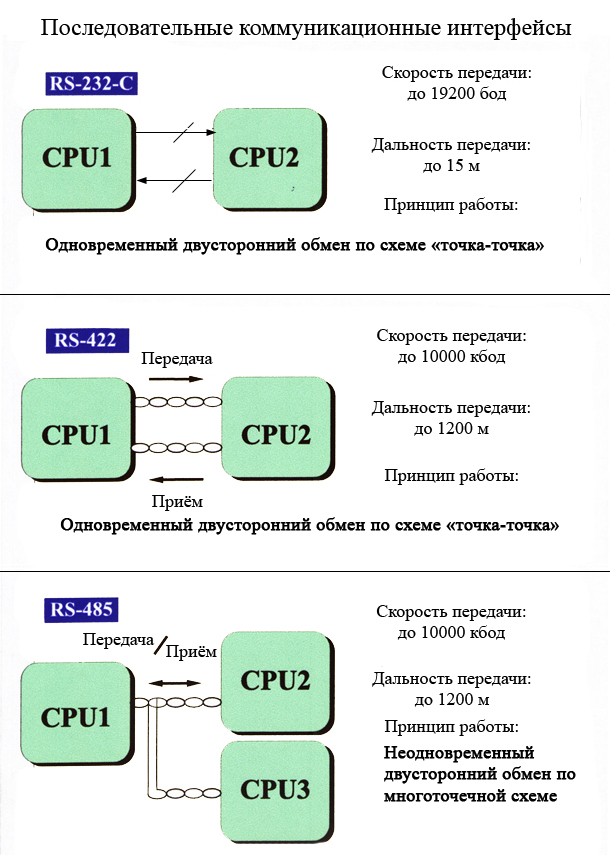 Последовательные коммуникационные интерфейсы
RS-232-C
CPU1
CPU2
Скорость передачи:
до 19200 бод
Дальность передачи:
до 15 м
Принцип работы:
Одновременный двусторонний обмен по схеме «точка-точка»
RS-422
Передача
CPU1
CPU2
Приём
Скорость передачи:
до 10000 кбод
Дальность передачи:
до 1200 м
Принцип работы:
Одновременный двусторонний обмен по схеме «точка-точка»
RS-485
Передача/Приём
CPU1
CPU2
CPU3
Скорость передачи:
до 10000 кбод
Дальность передачи:
до 1200 м
Принцип работы:
Неодновременный
двусторонний обмен по
многоточечной схеме